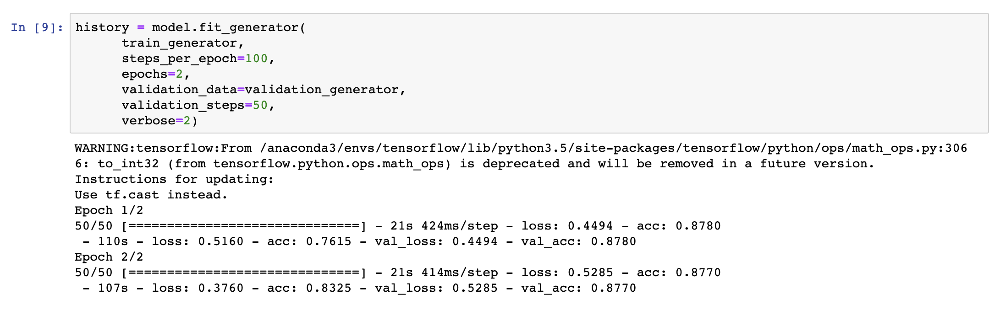 In [9]: history = model.fit_generator(
      train_generator,
      steps_per_epoch=100,
      epochs=2,
      validation_data=validation_generator,
      validation_steps=50,
      verbose=2)
WARNING:tensorflow:From /anaconda3/envs/tensorflow/lib/python3.5/site-packages/tensorflow/python/ops/math_ops.py:306
6: to_int32 (from tensorflow.python.ops.math_ops) is deprecated and will be removed in a future version.
Instructions for updating:
Use tf.cast instead.
Epoch 1/2
50/50 [==============================] - 21s 424ms/step - loss: 0.4494 - acc: 0.8780
 - 110s - loss: 0.5160 - acc: 0.7615 - val_loss: 0.4494 - val_acc: 0.8780
Epoch 2/2
50/50 [==============================] - 21s 414ms/step - loss: 0.5285 - acc: 0.8770
 - 107s - loss: 0.3760 - acc: 0.8325 - val_loss: 0.5285 - val_acc: 0.8770